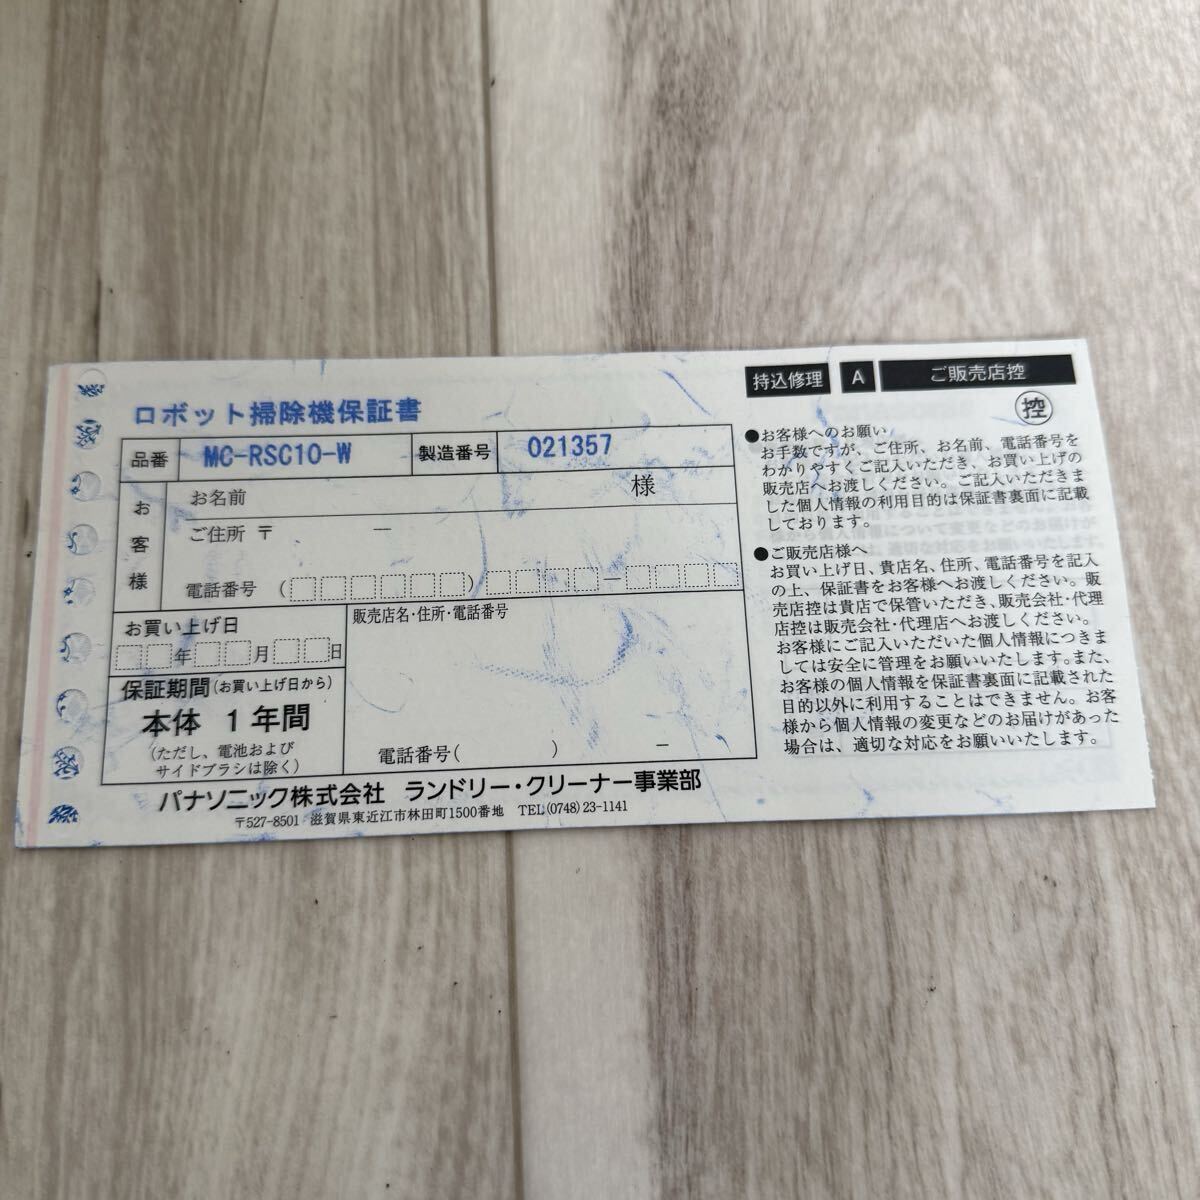 持込修理 A ご販売店控
控
ロボット掃除機保証書
品番 MC-RSC10-W 製造番号 021357
お客様
お名前 様
ご住所 〒 ―
電話番号 ( ) ―
お買い上げ日
年 月 日
保証期間(お買い上げ日から)
本体 1年間
(ただし、電池および
サイドブラシは除く)
販売店名・住所・電話番号
電話番号( ) ―
パナソニック株式会社 ランドリー・クリーナー事業部
〒527-8501 滋賀県東近江市林田町1500番地 TEL(0748)23-1141
●お客様へのお願い
お手数ですが、ご住所、お名前、電話番号を
わかりやすくご記入いただき、お買い上げの
販売店へお渡しください。ご記入いただきま
した個人情報の利用目的は保証書裏面に記載
しております。
●ご販売店様へ
お買い上げ日、貴店名、住所、電話番号を記入
の上、保証書をお客様へお渡しください。販
売店控は貴店で保管いただき、販売会社・代理
店控は販売会社・代理店へお渡しください。
お客様にご記入いただいた個人情報につきま
しては安全に管理をお願いいたします。また、
お客様の個人情報を保証書裏面に記載された
目的以外に利用することはできません。お客
様から個人情報の変更などのお届けがあった
場合は、適切な対応をお願いいたします。